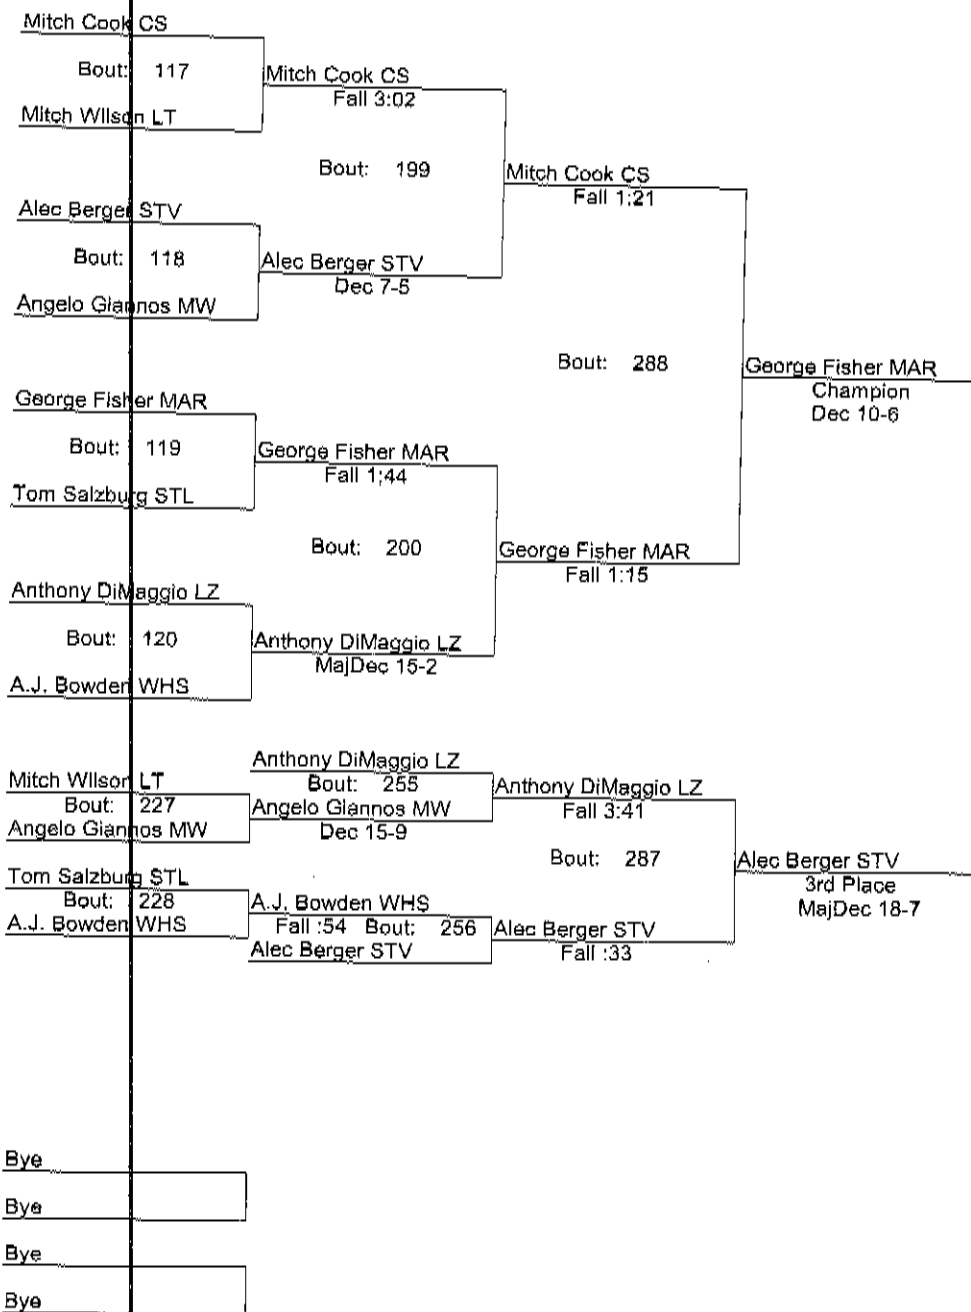 Mitch Cook CS
Bout: 117
Mitch Cook CS
Fall 3:02
Mitch WIlson LT
Bout: 199
Mitch Cook CS
Fall 1:21
Alec Berger STV
Bout: 118
Alec Berger STV
Dec 7-5
Angelo Giannos MW
Bout: 288
George Fisher MAR
Champion
Dec 10-6
George Fisher MAR
Bout: 119
George Fisher MAR
Fall 1:44
Tom Salzburg STL
Bout: 200
George Fisher MAR
Fall 1:15
Anthony DiMaggio LZ
Bout: 120
Anthony DiMaggio LZ
MajDec 15-2
A.J. Bowden WHS
Anthony DiMaggio LZ
Mitch WIlson LT
Bout: 255
Anthony DiMaggio LZ
Bout: 227
Angelo Giannos MW
Fall 3:41
Angelo Giannos MW
Dec 15-9
Bout: 287
Alec Berger STV
Tom Salzburg STL
3rd Place
Bout: 228
A.J. Bowden WHS
MajDec 18-7
A.J. Bowden WHS
Fall :54 Bout: 256
Alec Berger STV
Alec Berger STV
Fall :33
Bye
Bye
Bye
Bye